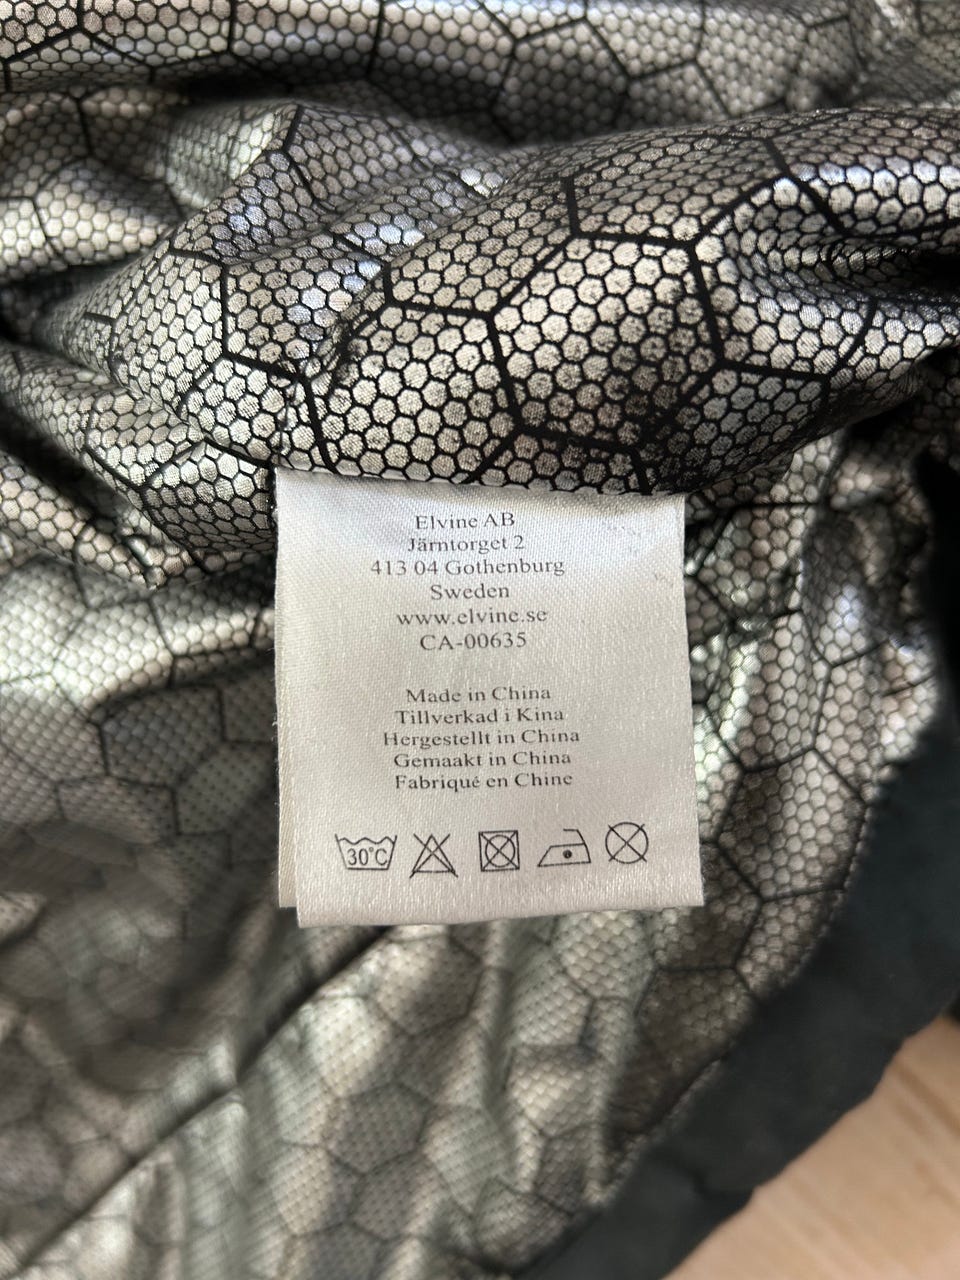 Elvine AB
Järntorget 2
413 04 Gothenburg
Sweden
www.elvine.se
CA-00635
Made in China
Tillverkad i Kina
Hergestellt in China
Gemaakt in China
Fabriqué en Chine
30°C